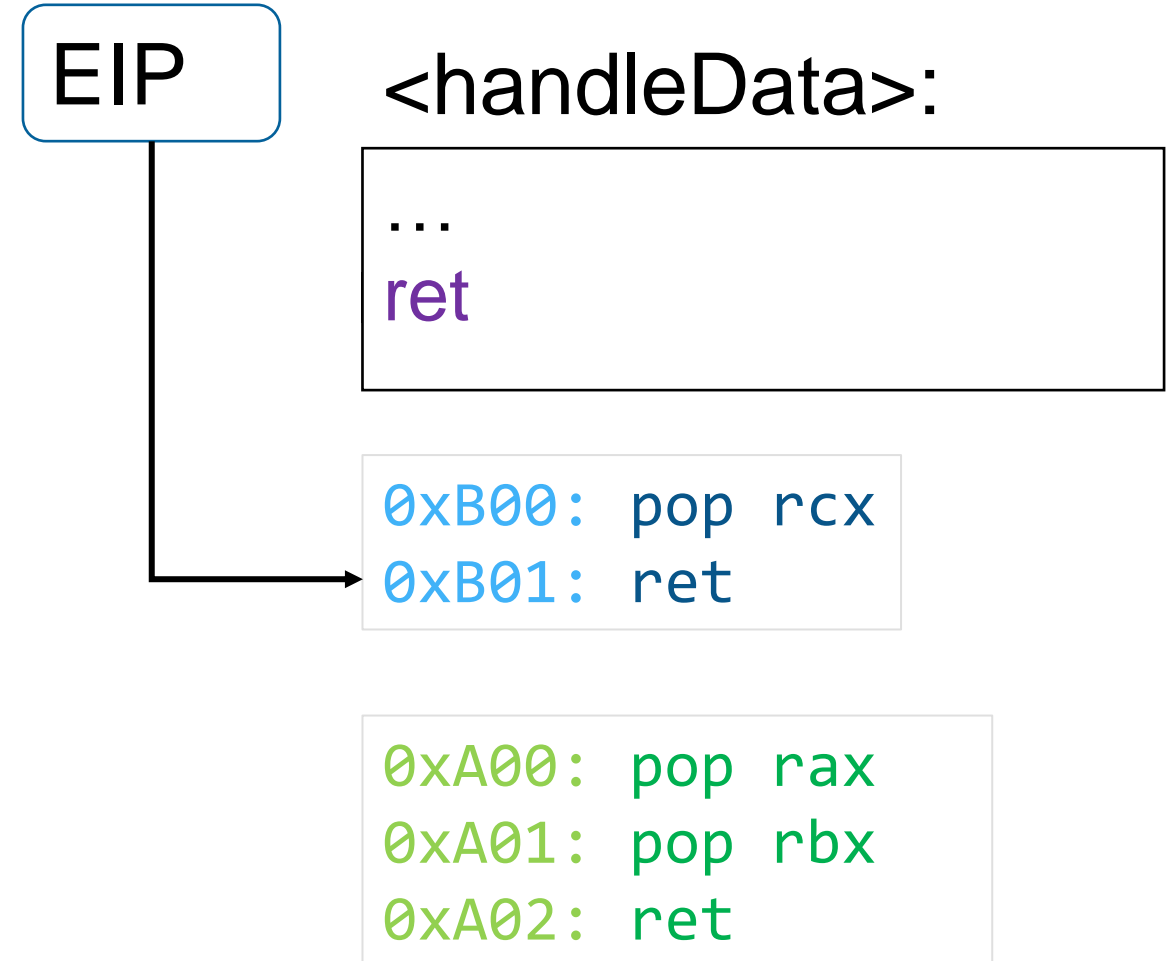 EIP
<handleData>:
…
ret
0xB00: pop rcx
0xB01: ret
0xA00: pop rax
0xA01: pop rbx
0xA02: ret